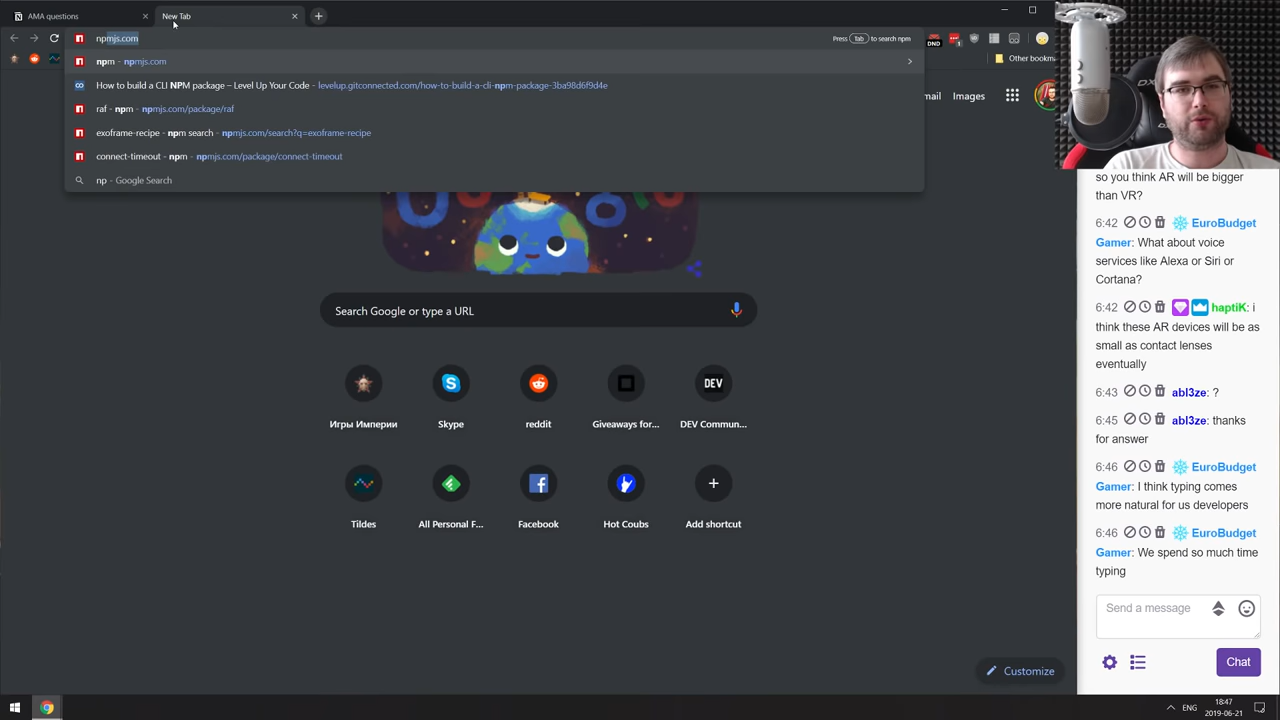 AMA questions
New Tab
npmjs.com
Press Tab to search npm
npm - npmjs.com
How to build a CLI NPM package – Level Up Your Code - levelup.gitconnected.com/how-to-build-a-cli-npm-package-3ba98d6f9d4e
raf - npm - npmjs.com/package/raf
exoframe-recipe - npm search - npmjs.com/search?q=exoframe-recipe
connect-timeout - npm - npmjs.com/package/connect-timeout
np - Google Search
DND
Other bookma
mail
Images
Search Google or type a URL
Игры Империи
Skype
reddit
Giveaways for...
DEV
DEV Commun...
Tildes
All Personal F...
Facebook
Hot Coubs
Add shortcut
Customize
so you think AR will be bigger
than VR?
6:42 EuroBudget
Gamer: What about voice
services like Alexa or Siri or
Cortana?
6:42 haptiK: i
think these AR devices will be as
small as contact lenses
eventually
6:43 abl3ze: ?
6:45 abl3ze: thanks
for answer
6:46 EuroBudget
Gamer: I think typing comes
more natural for us developers
6:46 EuroBudget
Gamer: We spend so much time
typing
Send a message
Chat
ENG
18:47
2019-06-21